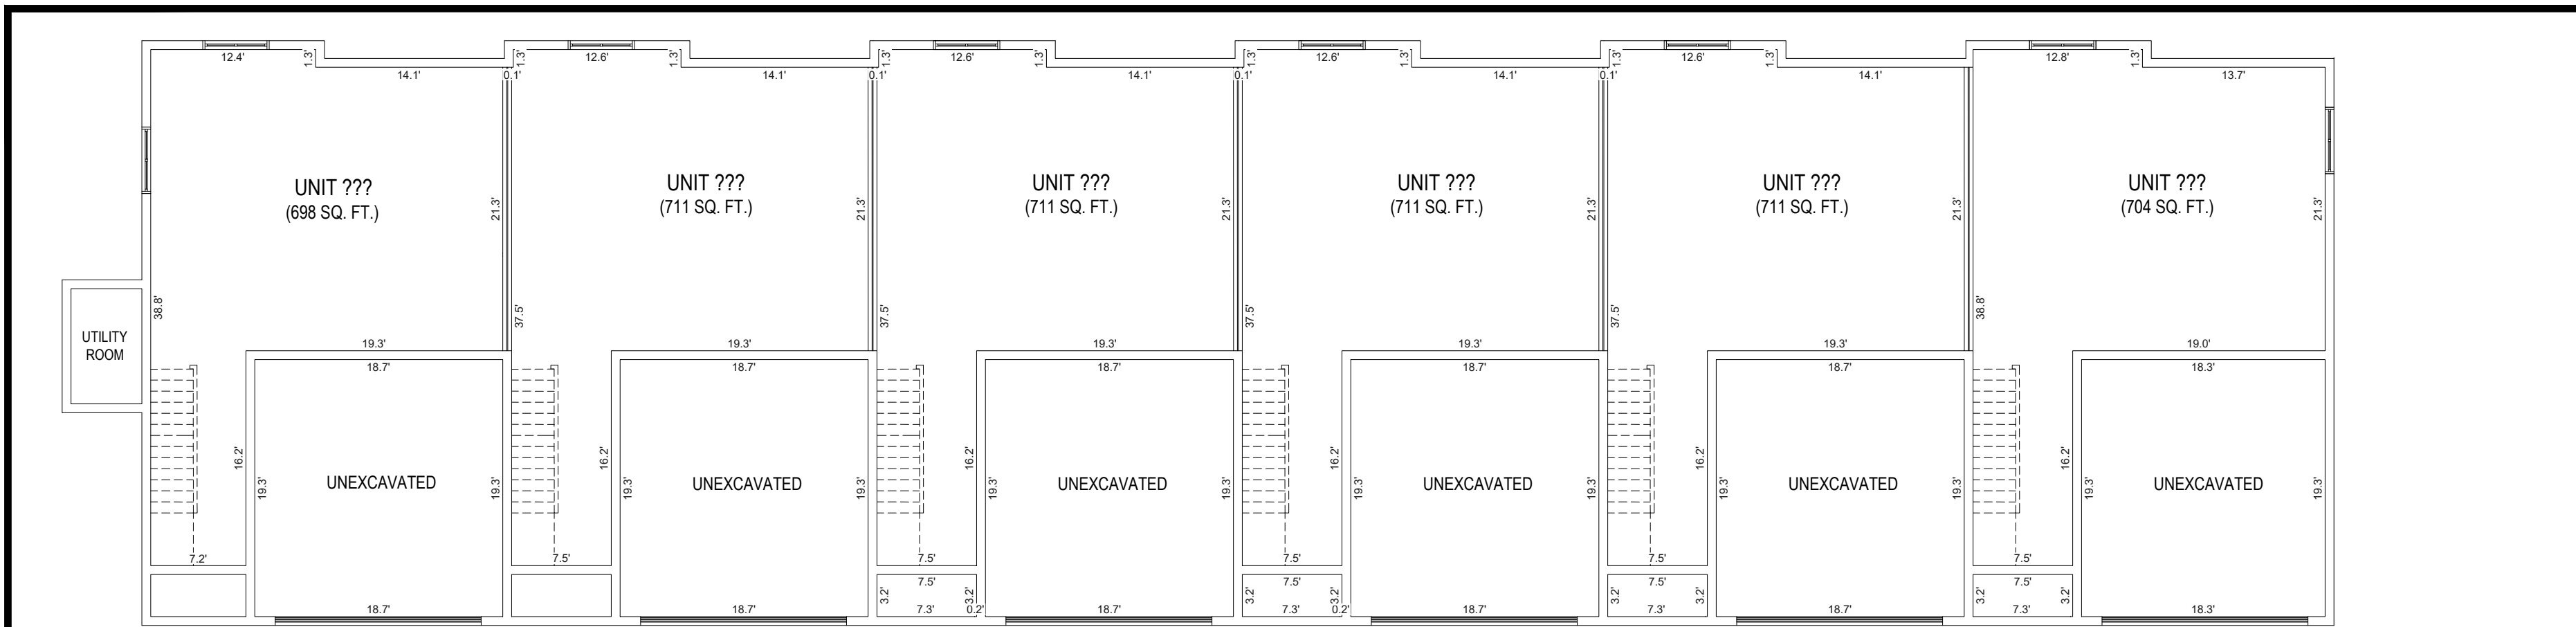 12.4' 1.3' 14.1' 0.1' 1.3' 12.6' 1.3' 14.1' 0.1' 1.3' 12.6' 1.3' 14.1' 0.1' 1.3' 12.6' 1.3' 14.1' 0.1' 1.3' 12.6' 1.3' 14.1' 12.8' 1.3' 13.7'
UNIT ???
(698 SQ. FT.)
21.3'
UNIT ???
(711 SQ. FT.)
21.3'
UNIT ???
(711 SQ. FT.)
21.3'
UNIT ???
(711 SQ. FT.)
21.3'
UNIT ???
(711 SQ. FT.)
21.3'
UNIT ???
(704 SQ. FT.)
21.3'
UTILITY
ROOM
38.8' 37.5' 37.5' 37.5' 37.5' 38.8'
19.3' 19.3' 19.3' 19.3' 19.3' 19.0'
18.7' 18.7' 18.7' 18.7' 18.7' 18.3'
16.2' 16.2' 16.2' 16.2' 16.2' 16.2'
19.3' UNEXCAVATED 19.3'
19.3' UNEXCAVATED 19.3'
19.3' UNEXCAVATED 19.3'
19.3' UNEXCAVATED 19.3'
19.3' UNEXCAVATED 19.3'
19.3' UNEXCAVATED 19.3'
7.2' 7.5' 7.5' 7.5' 7.5' 7.5'
7.5' 7.5' 7.5' 7.5'
3.2' 3.2' 3.2' 3.2' 3.2' 3.2' 3.2' 3.2'
18.7' 18.7' 7.3' 0.2' 18.7' 7.3' 0.2' 18.7' 7.3' 18.7' 7.3' 18.3'